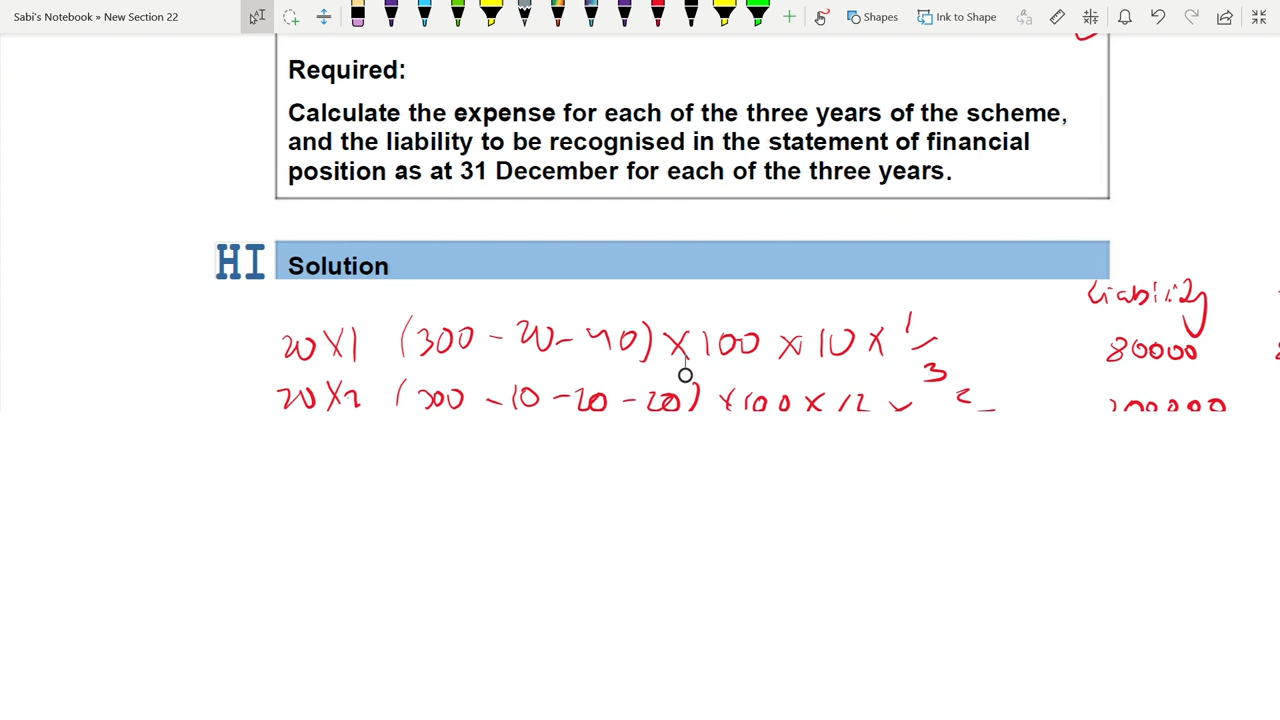 Sabi's Notebook » New Section 22
Shapes
Ink to Shape
Required:
Calculate the expense for each of the three years of the scheme,
and the liability to be recognised in the statement of financial
position as at 31 December for each of the three years.
HI
Solution
Liability
20X1 (300 - 20 - 40) × 100 × 10 × 1/3 80000
20X2 (300 - 10 - 20 - 20) × 100 × 12 ×